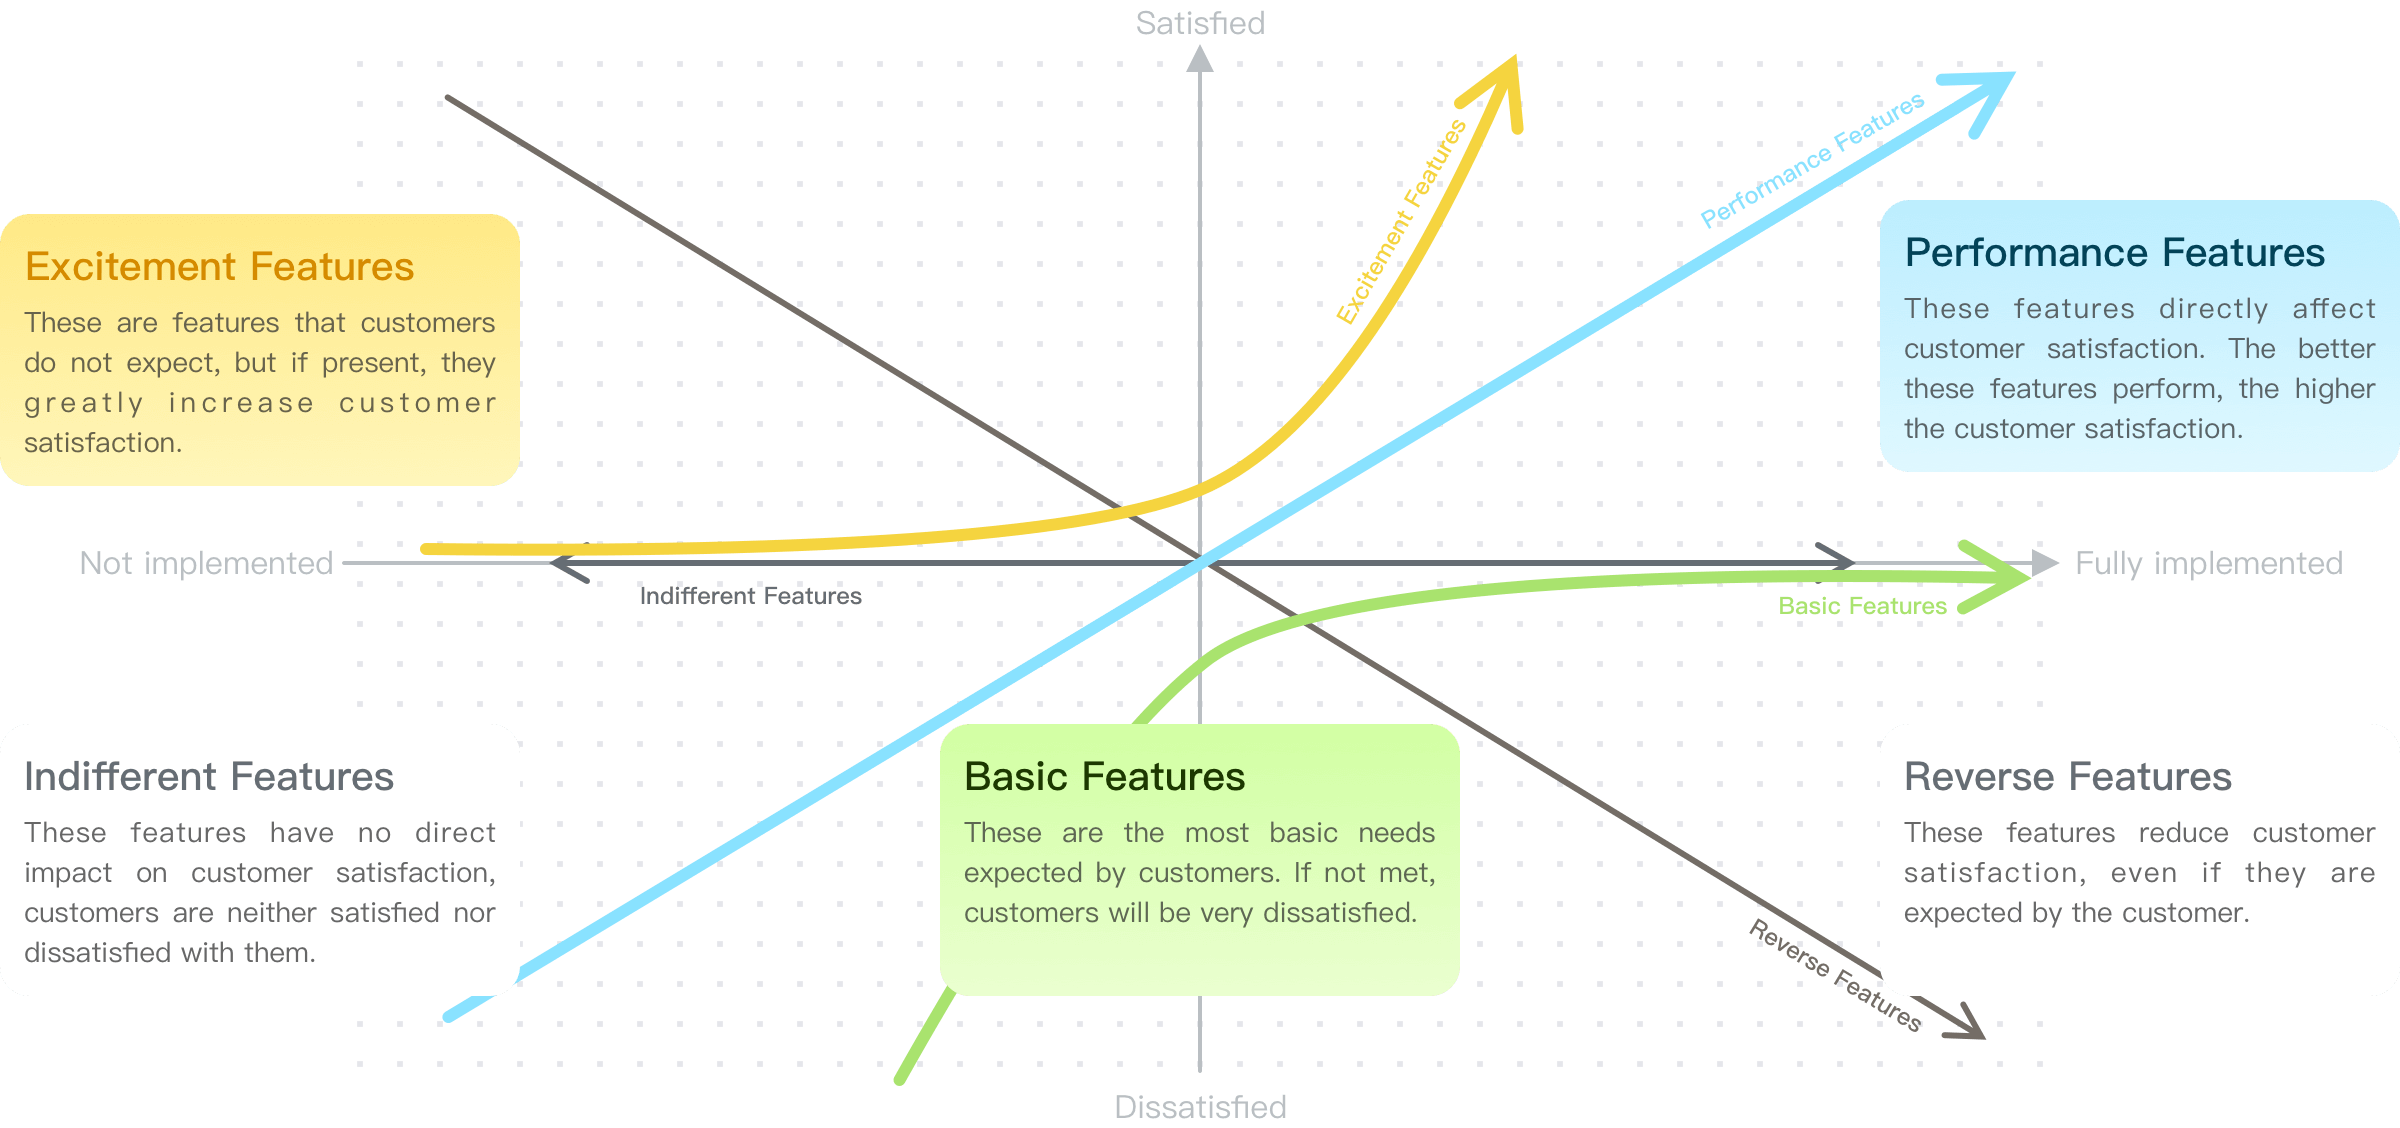 Satisfied
Excitement Features
Performance Features
Excitement Features
These are features that customers
do not expect, but if present, they
greatly increase customer
satisfaction.
Performance Features
These features directly affect
customer satisfaction. The better
these features perform, the higher
the customer satisfaction.
Not implemented
Fully implemented
Indifferent Features
Basic Features
Indifferent Features
These features have no direct
impact on customer satisfaction,
customers are neither satisfied nor
dissatisfied with them.
Basic Features
These are the most basic needs
expected by customers. If not met,
customers will be very dissatisfied.
Reverse Features
These features reduce customer
satisfaction, even if they are
expected by the customer.
Reverse Features
Dissatisfied